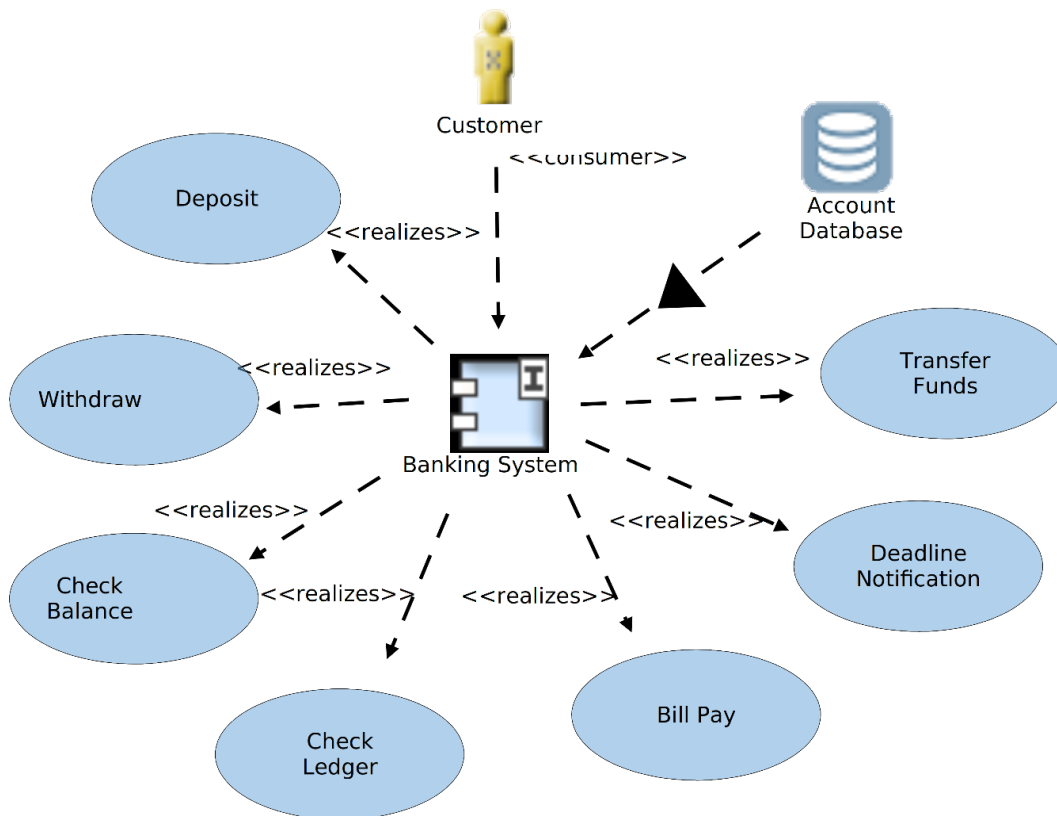 Customer
<<consumer>>
Deposit
Account
Database
<<realizes>>
<<realizes>>
<<realizes>>
Transfer
Funds
Withdraw
I
Banking System
<<realizes>>
<<realizes>>
Deadline
Notification
Check
Balance
<<realizes>>
<<realizes>>
Bill Pay
Check
Ledger